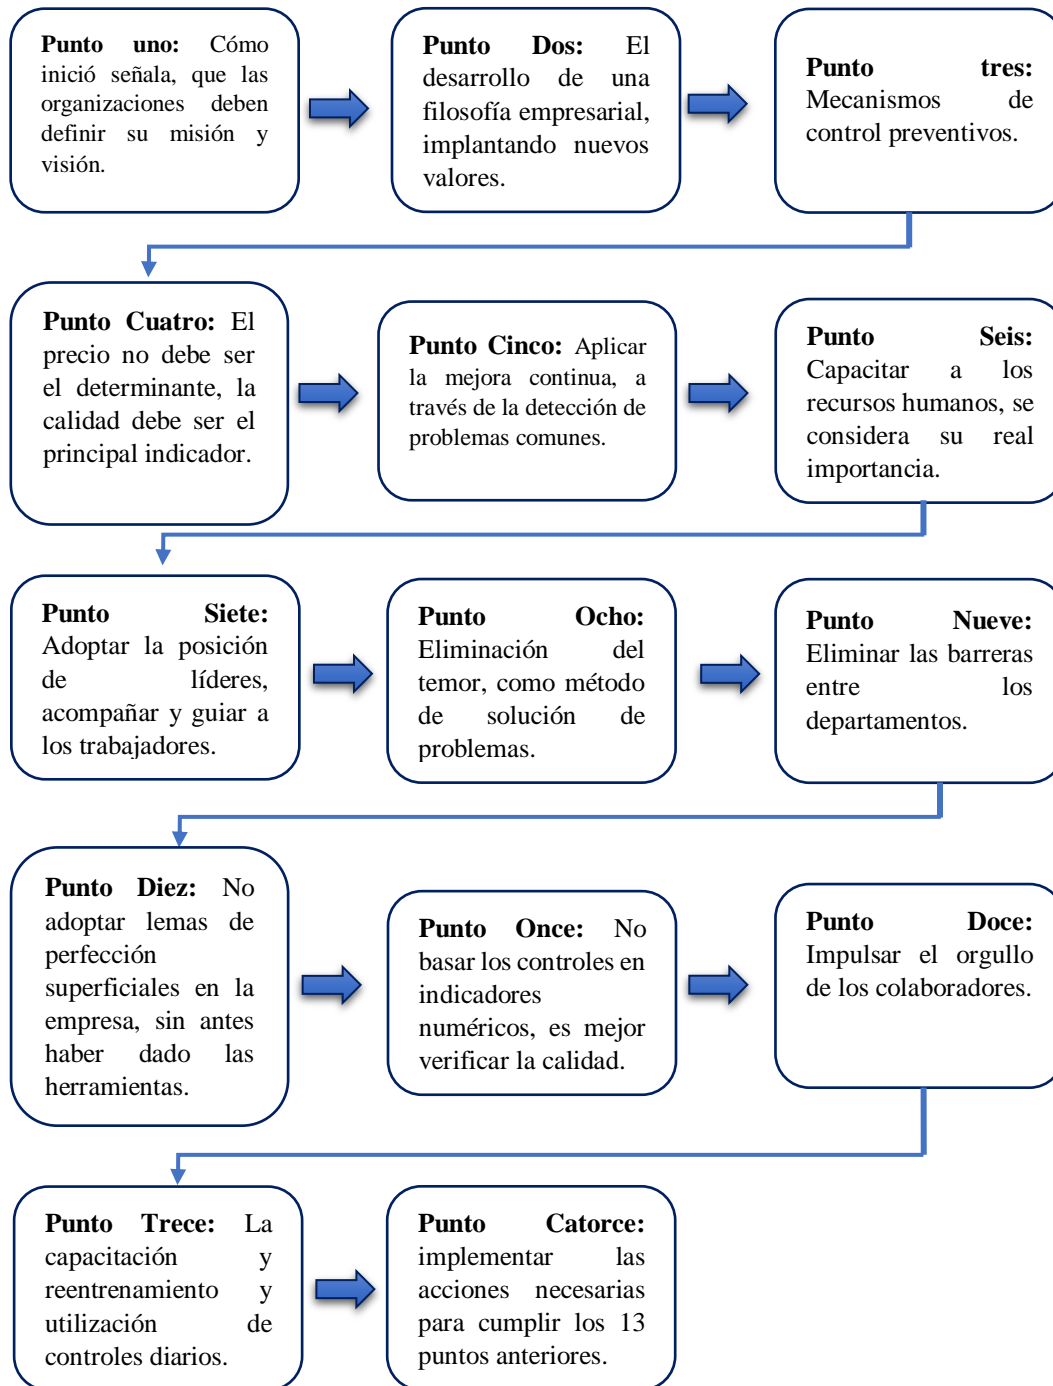 Punto uno: Cómo
inició señala, que las
organizaciones deben
definir su misión y
visión.
Punto Dos: El
desarrollo de una
filosofía empresarial,
implantando nuevos
valores.
Punto tres:
Mecanismos de
control preventivos.
Punto Cuatro: El
precio no debe ser
el determinante, la
calidad debe ser el
principal indicador.
Punto Cinco: Aplicar
la mejora continua, a
través de la detección de
problemas comunes.
Punto Seis:
Capacitar a los
recursos humanos, se
considera su real
importancia.
Punto Siete:
Adoptar la posición
de líderes,
acompañar y guiar a
los trabajadores.
Punto Ocho:
Eliminación del
temor, como método
de solución de
problemas.
Punto Nueve:
Eliminar las barreras
entre los
departamentos.
Punto Diez: No
adoptar lemas de
perfección
superficiales en la
empresa, sin antes
haber dado las
herramientas.
Punto Once: No
basar los controles en
indicadores
numéricos, es mejor
verificar la calidad.
Punto Doce:
Impulsar el orgullo
de los colaboradores.
Punto Trece: La
capacitación y
reentrenamiento y
utilización de
controles diarios.
Punto Catorce:
implementar las
acciones necesarias
para cumplir los 13
puntos anteriores.